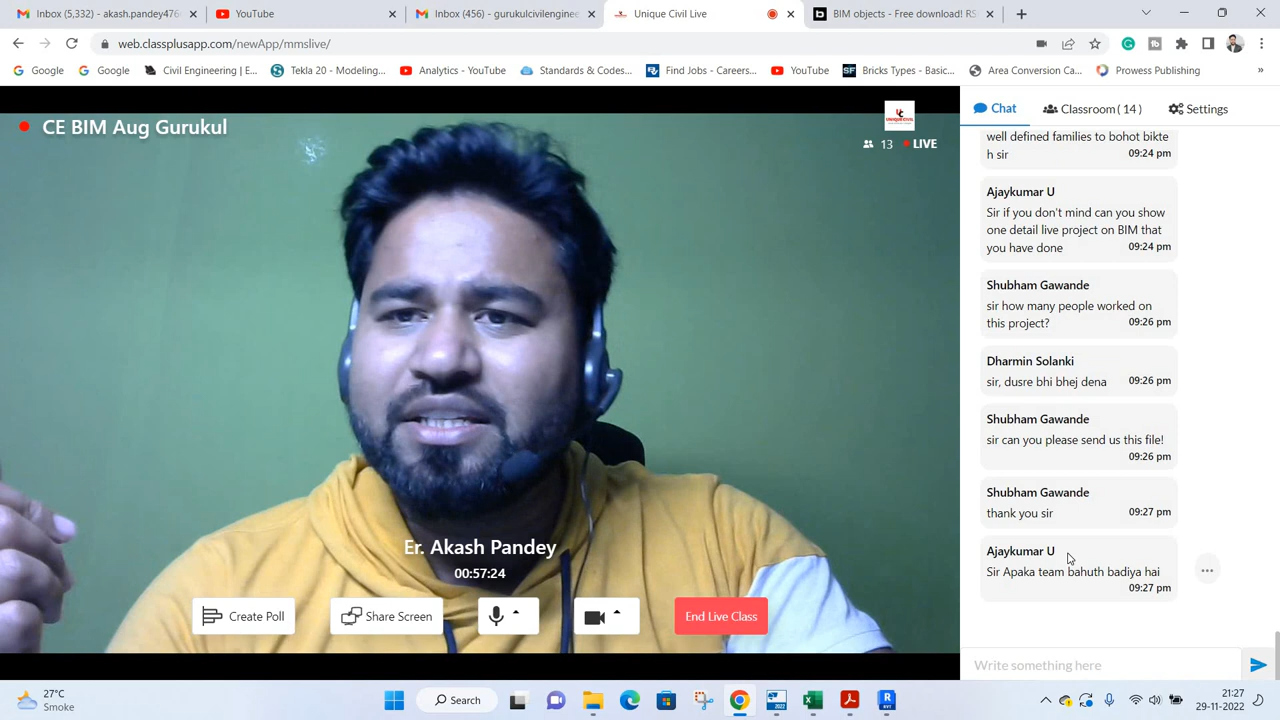 Inbox (5,332) - akash.pandey476
YouTube
Inbox (456) - gurukulcivilengine
Unique Civil Live
BIM objects - Free download! RS
web.classplusapp.com/newApp/mmslive/
Google
Google
Civil Engineering | E...
Tekla 20 - Modeling...
Analytics - YouTube
Standards & Codes...
Find Jobs - Careers...
YouTube
Bricks Types - Basic...
Area Conversion Ca...
Prowess Publishing
»
CE BIM Aug Gurukul
UNIQUE CIVIL
13 LIVE
Er. Akash Pandey
00:57:24
Create Poll
Share Screen
End Live Class
Chat
Classroom ( 14 )
Settings
well defined families to bohot bikte
h sir
09:24 pm
Ajaykumar U
Sir if you don't mind can you show
one detail live project on BIM that
you have done
09:24 pm
Shubham Gawande
sir how many people worked on
this project?
09:26 pm
Dharmin Solanki
sir, dusre bhi bhej dena
09:26 pm
Shubham Gawande
sir can you please send us this file!
09:26 pm
Shubham Gawande
thank you sir
09:27 pm
Ajaykumar U
Sir Apaka team bahuth badiya hai
09:27 pm
Write something here
27°C
Smoke
Search
21:27
29-11-2022